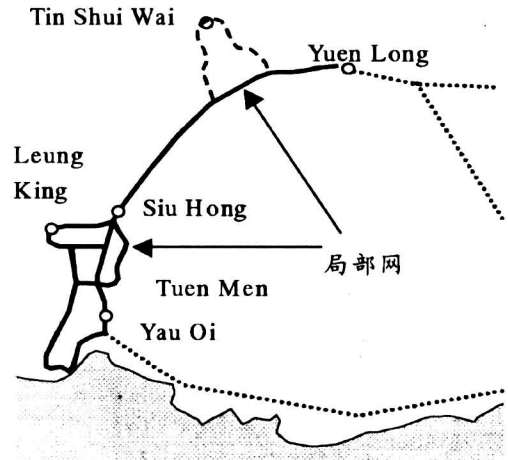 Tin Shui Wai
Yuen Long
Leung
King
Siu Hong
局部网
Tuen Men
Yau Oi